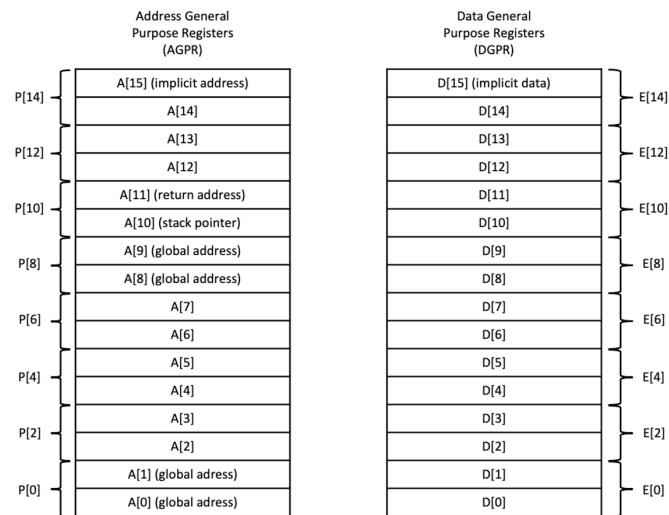 Address General
Purpose Registers
(AGPR)
Data General
Purpose Registers
(DGPR)
P[14]
A[15] (implicit address)
D[15] (implicit data)
E[14]
A[14]
D[14]
P[12]
A[13]
D[13]
E[12]
A[12]
D[12]
P[10]
A[11] (return address)
D[11]
E[10]
A[10] (stack pointer)
D[10]
P[8]
A[9] (global address)
D[9]
E[8]
A[8] (global address)
D[8]
P[6]
A[7]
D[7]
E[6]
A[6]
D[6]
P[4]
A[5]
D[5]
E[4]
A[4]
D[4]
P[2]
A[3]
D[3]
E[2]
A[2]
D[2]
P[0]
A[1] (global adress)
D[1]
E[0]
A[0] (global adress)
D[0]